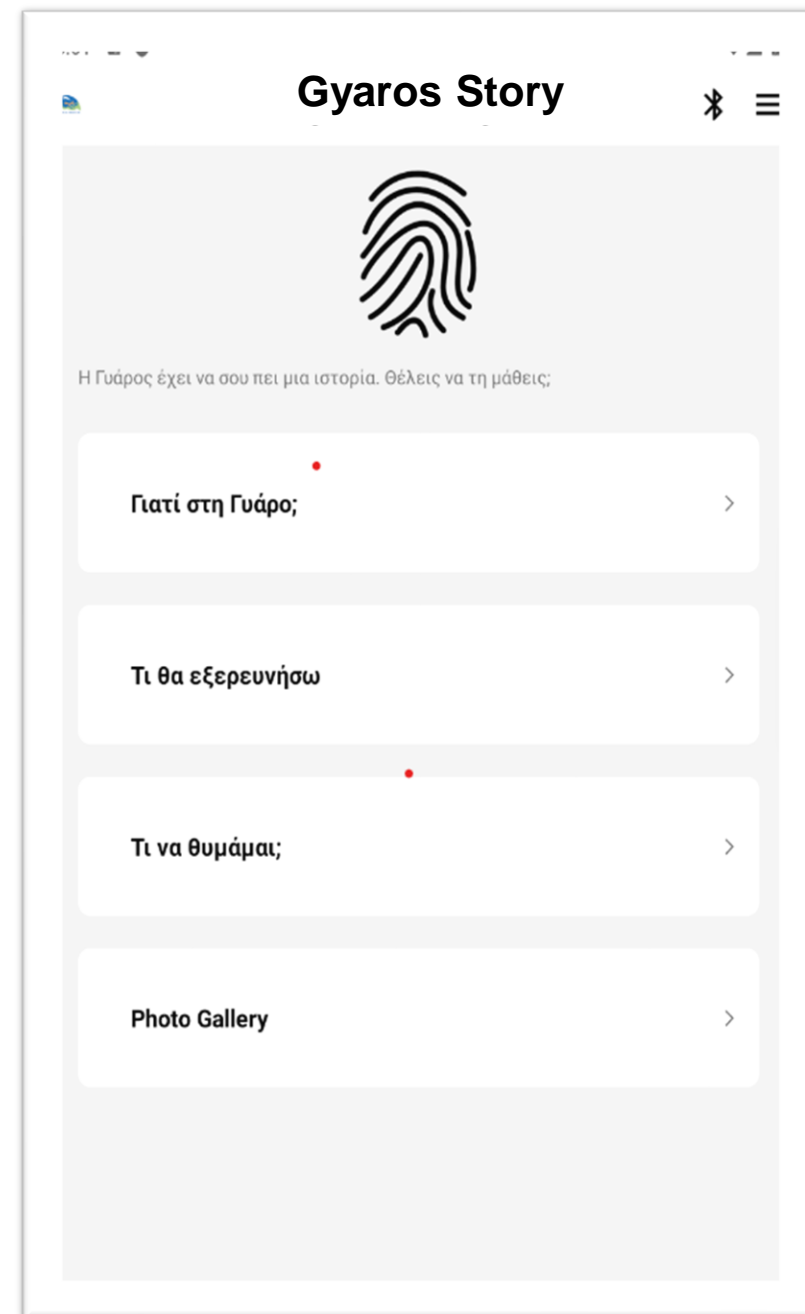 Gyaros Story
Η Γυάρος έχει να σου πει μια ιστορία. Θέλεις να τη μάθεις;
Γιατί στη Γυάρο;
Τι θα εξερευνήσω
Τι να θυμάμαι;
Photo Gallery